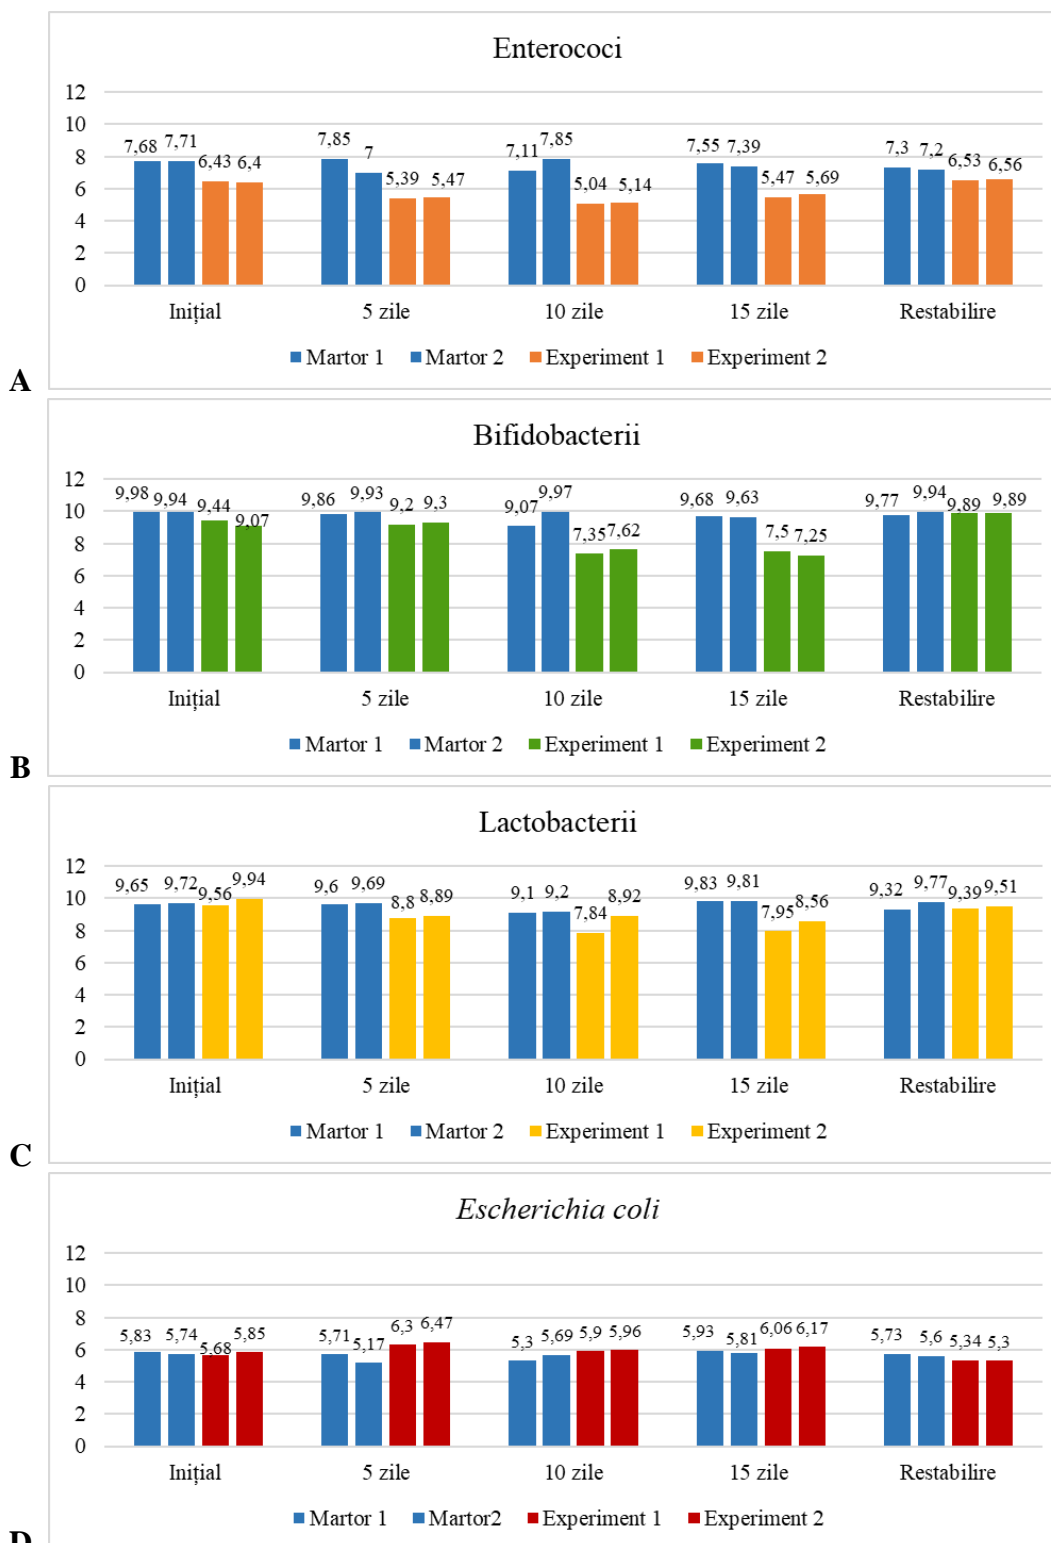 Enterococi
12
10
8
6
4
2
0
7,68 7,71 6,43 6,4
7,85 7 5,39 5,47
7,11 7,85 5,04 5,14
7,55 7,39 5,47 5,69
7,3 7,2 6,53 6,56
Inițial 5 zile 10 zile 15 zile Restabilire
Martor 1 Martor 2 Experiment 1 Experiment 2
A
Bifidobacterii
12
10
8
6
4
2
0
9,98 9,94 9,44 9,07
9,86 9,93 9,2 9,3
9,07 9,97 7,35 7,62
9,68 9,63 7,5 7,25
9,77 9,94 9,89 9,89
Inițial 5 zile 10 zile 15 zile Restabilire
Martor 1 Martor 2 Experiment 1 Experiment 2
B
Lactobacterii
12
10
8
6
4
2
0
9,65 9,72 9,56 9,94
9,6 9,69 8,8 8,89
9,1 9,2 7,84 8,92
9,83 9,81 7,95 8,56
9,32 9,77 9,39 9,51
Inițial 5 zile 10 zile 15 zile Restabilire
Martor 1 Martor 2 Experiment 1 Experiment 2
C
Escherichia coli
12
10
8
6
4
2
0
5,83 5,74 5,68 5,85
5,71 5,17 6,3 6,47
5,3 5,69 5,9 5,96
5,93 5,81 6,06 6,17
5,73 5,6 5,34 5,3
Inițial 5 zile 10 zile 15 zile Restabilire
Martor 1 Martor2 Experiment 1 Experiment 2
D